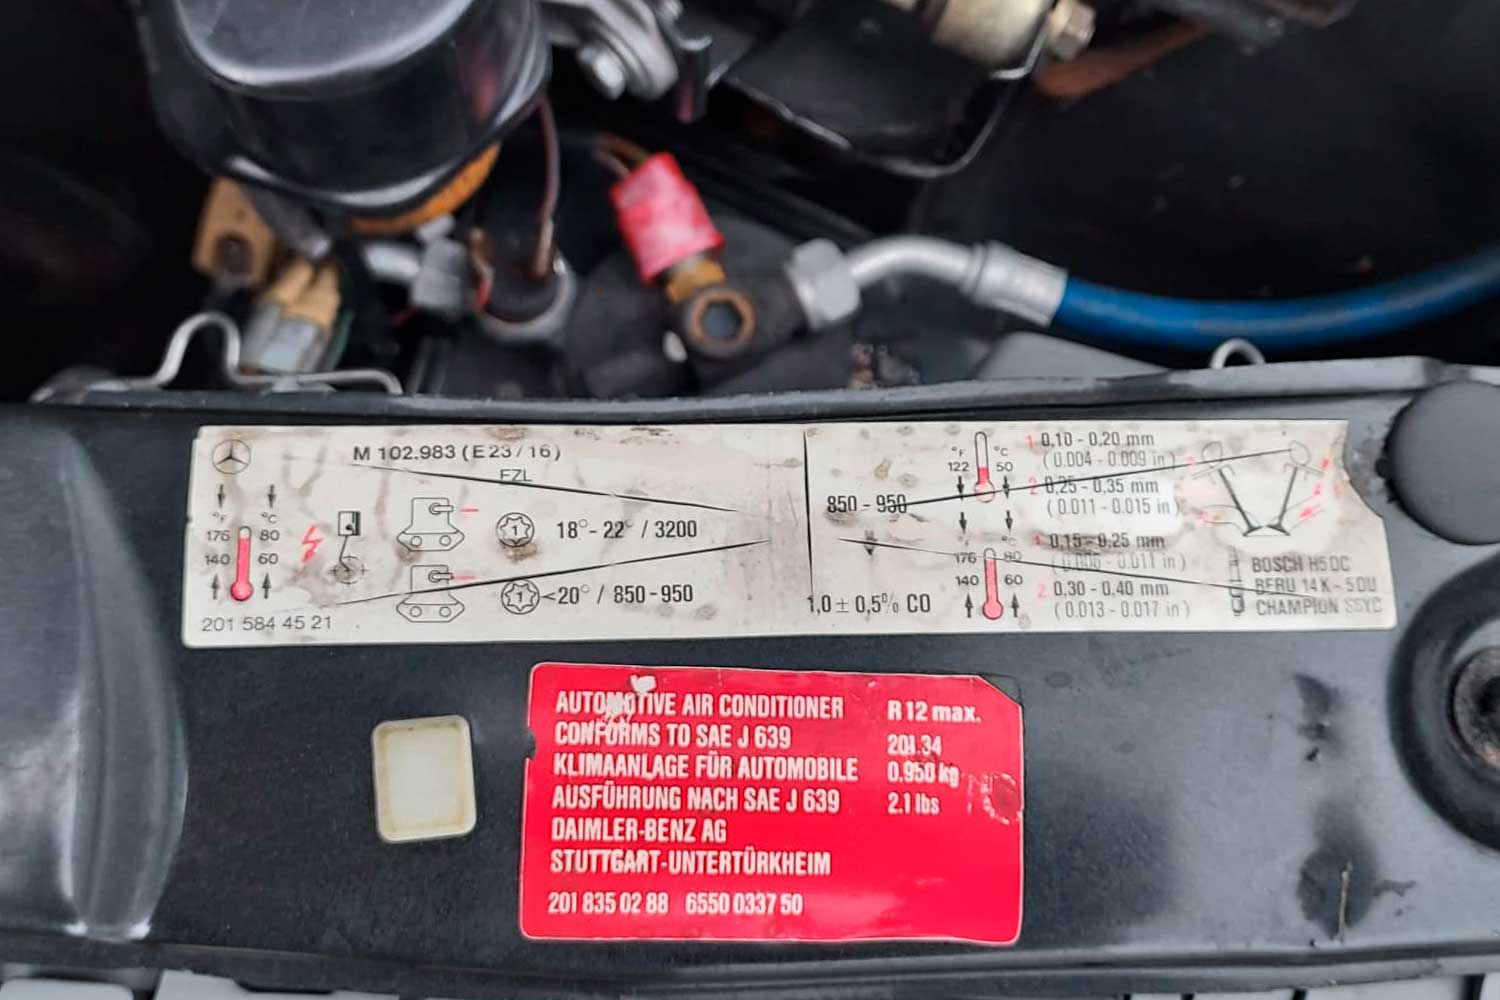 M 102.983 (E23/16)
EZL
°F °C
176 80
140 60
1 18°-22° / 3200
1 <20° / 850-950
201 584 45 21
850 - 950
1,0 ± 0,5% CO
°F °C
122 50
1 0,10 - 0,20 mm
(0.004 - 0.009 in)
2 0,25 - 0,35 mm
(0.011 - 0.015 in)
°F °C
176 80
140 60
1 0,15 - 0,25 mm
(0.006 - 0.011 in)
2 0,30 - 0,40 mm
(0.013 - 0.017 in)
BOSCH H5DC
BERU 14 K - 5 DU
CHAMPION S6YC
AUTOMOTIVE AIR CONDITIONER
CONFORMS TO SAE J 639
KLIMAANLAGE FÜR AUTOMOBILE
AUSFÜHRUNG NACH SAE J 639
DAIMLER-BENZ AG
STUTTGART-UNTERTÜRKHEIM
201 835 02 88 6550 0337 50
R 12 max.
201.34
0.950 kg
2.1 lbs